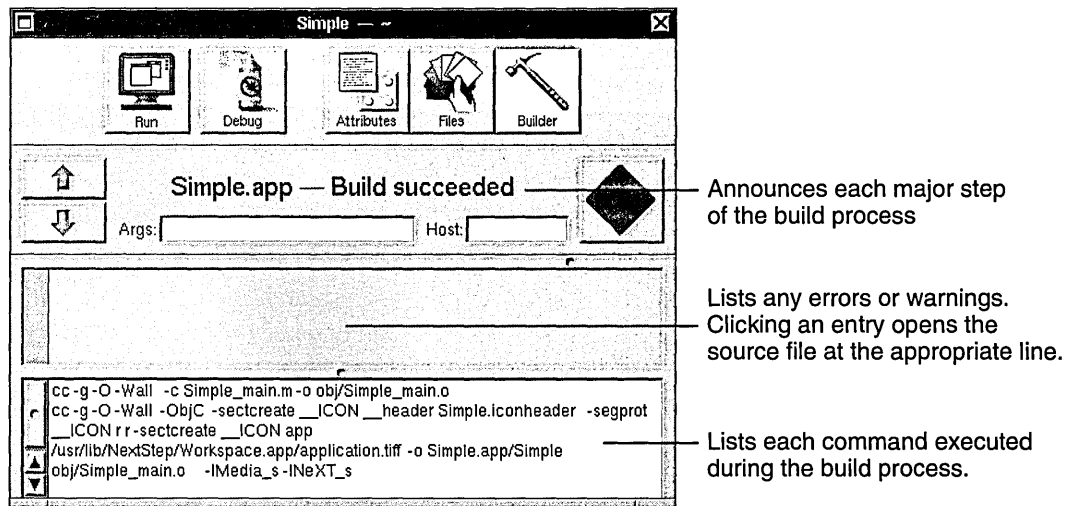 Simple — ~
Run
Debug
Attributes
Files
Builder
Simple.app — Build succeeded
Args:
Host:
Announces each major step
of the build process
Lists any errors or warnings.
Clicking an entry opens the
source file at the appropriate line.
cc -g -O -Wall -c Simple_main.m -o obj/Simple_main.o
cc -g -O -Wall -ObjC -sectcreate __ICON __header Simple.iconheader -segprot
__ICON r r -sectcreate __ICON app
/usr/lib/NextStep/Workspace.app/application.tiff -o Simple.app/Simple
obj/Simple_main.o -lMedia_s -lNeXT_s
Lists each command executed
during the build process.